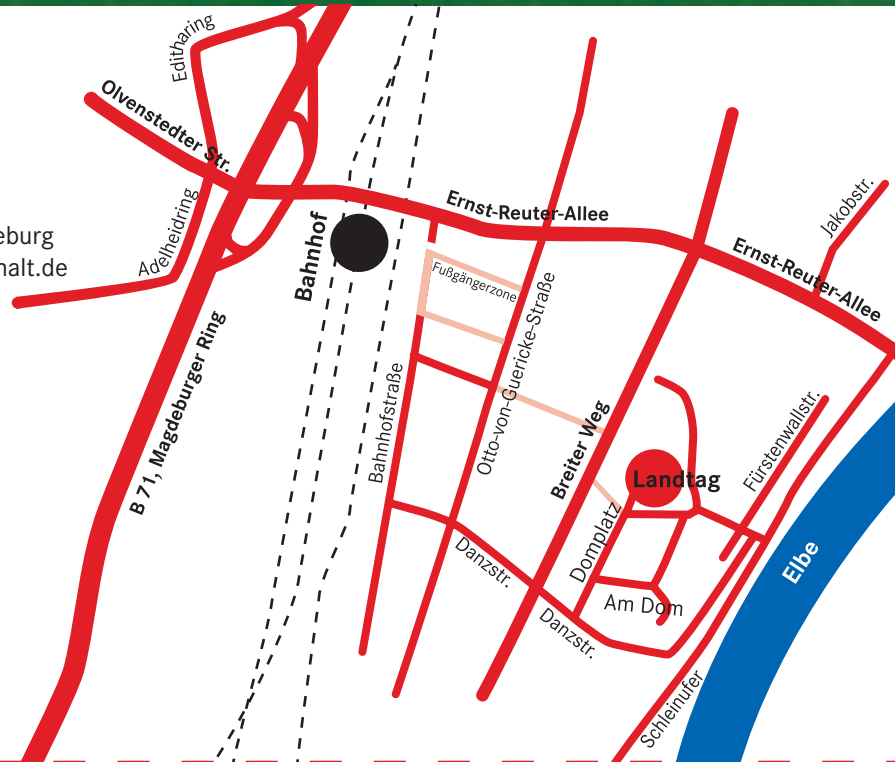 Editharing
Olvenstedter Str.
Adelheidring
eburg
halt.de
Bahnhof
Ernst-Reuter-Allee
Jakobstr.
Ernst-Reuter-Allee
Fußgängerzone
Otto-von-Guericke-Straße
B 71, Magdeburger Ring
Bahnhofstraße
Breiter Weg
Landtag
Fürstenwallstr.
Domplatz
Danzstr.
Am Dom
Danzstr.
Elbe
Schleinufer